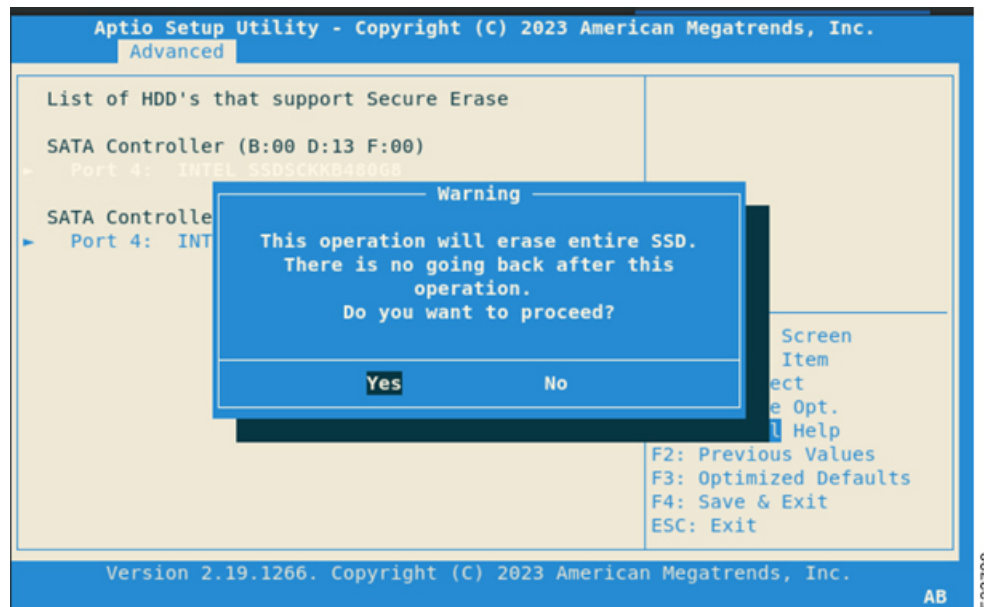 Aptio Setup Utility - Copyright (C) 2023 American Megatrends, Inc.
Advanced
List of HDD's that support Secure Erase
SATA Controller (B:00 D:13 F:00)
► Port 4: INTEL SSDSCKKB480G8
SATA Controlle
► Port 4: INT
Warning
This operation will erase entire SSD.
There is no going back after this
operation.
Do you want to proceed?
Yes No
Screen
Item
ect
e Opt.
l Help
F2: Previous Values
F3: Optimized Defaults
F4: Save & Exit
ESC: Exit
Version 2.19.1266. Copyright (C) 2023 American Megatrends, Inc.
AB